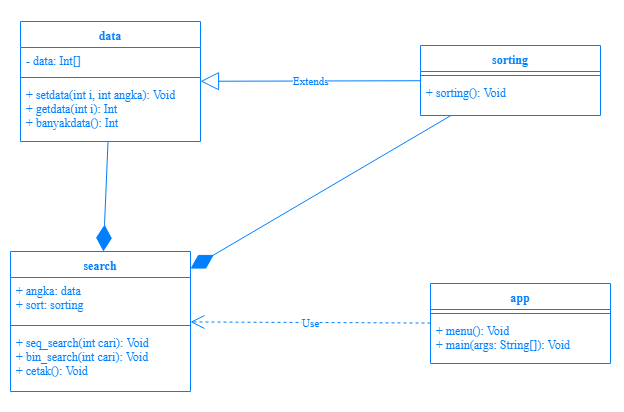 data
- data: Int[]
+ setdata(int i, int angka): Void
+ getdata(int i): Int
+ banyakdata(): Int
Extends
sorting
+ sorting(): Void
search
+ angka: data
+ sort: sorting
+ seq_search(int cari): Void
+ bin_search(int cari): Void
+ cetak(): Void
Use
app
+ menu(): Void
+ main(args: String[]): Void